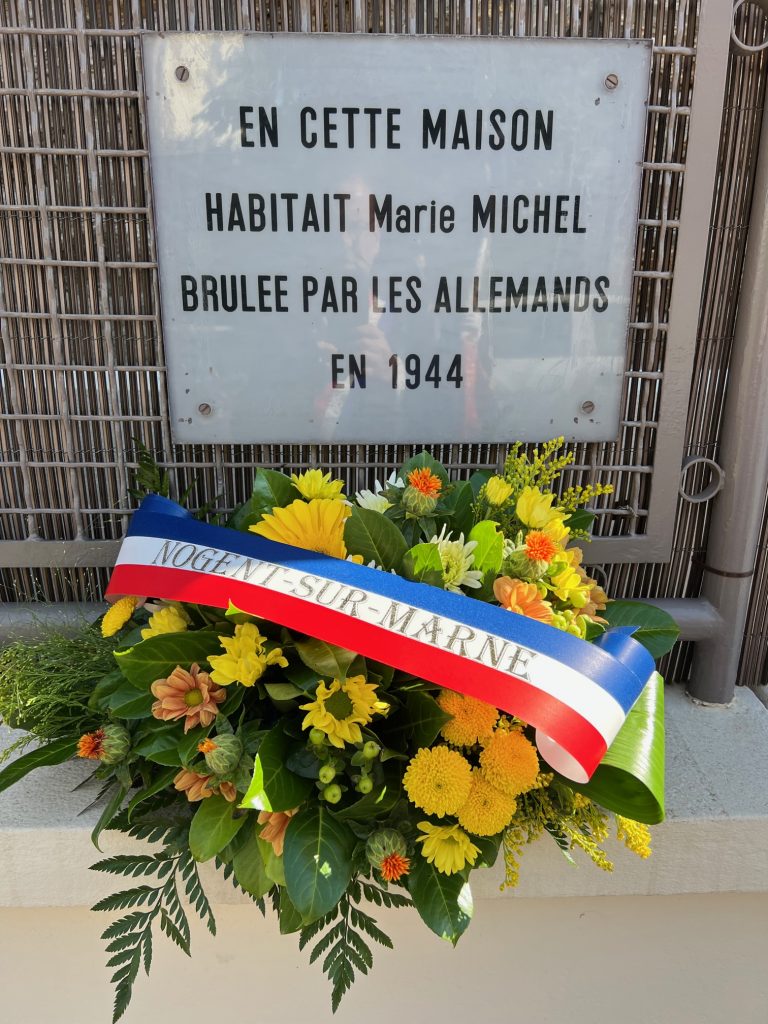 EN CETTE MAISON
HABITAIT Marie MICHEL
BRULEE PAR LES ALLEMANDS
EN 1944
NOGENT-SUR-MARNE